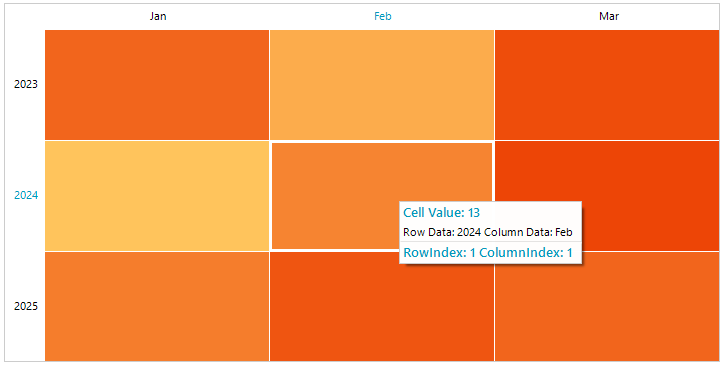 Jan Feb Mar
2023
2024
Cell Value: 13
Row Data: 2024 Column Data: Feb
RowIndex: 1 ColumnIndex: 1
2025